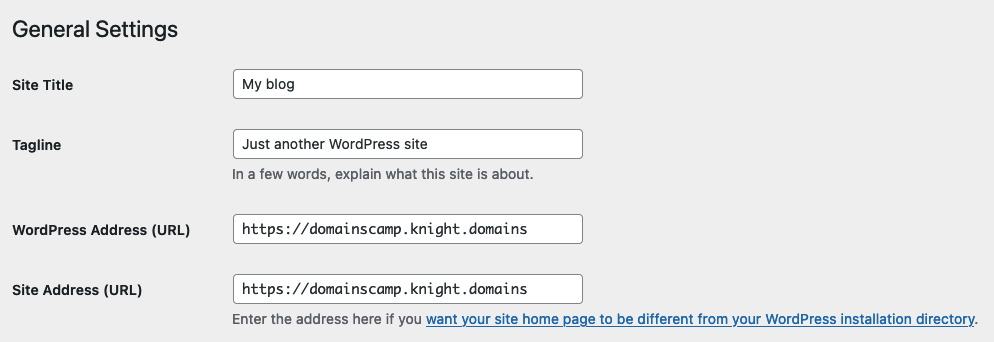 General Settings
Site Title
My blog
Tagline
Just another WordPress site
In a few words, explain what this site is about.
WordPress Address (URL)
https://domainscamp.knight.domains
Site Address (URL)
https://domainscamp.knight.domains
Enter the address here if you want your site home page to be different from your WordPress installation directory.